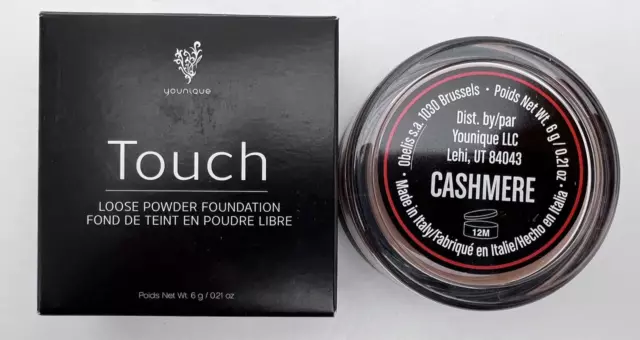 younique
Touch
LOOSE POWDER FOUNDATION
FOND DE TEINT EN POUDRE LIBRE
Poids Net Wt. 6 g / 0.21 oz
• Obelis s.a. 1030 Brussels • Poids Net Wt. 6 g / 0.21 oz
Dist. by/par
Younique LLC
Lehi, UT 84043
CASHMERE
12M
• Made in Italy/Fabriqué en Italie/Hecho en Italia